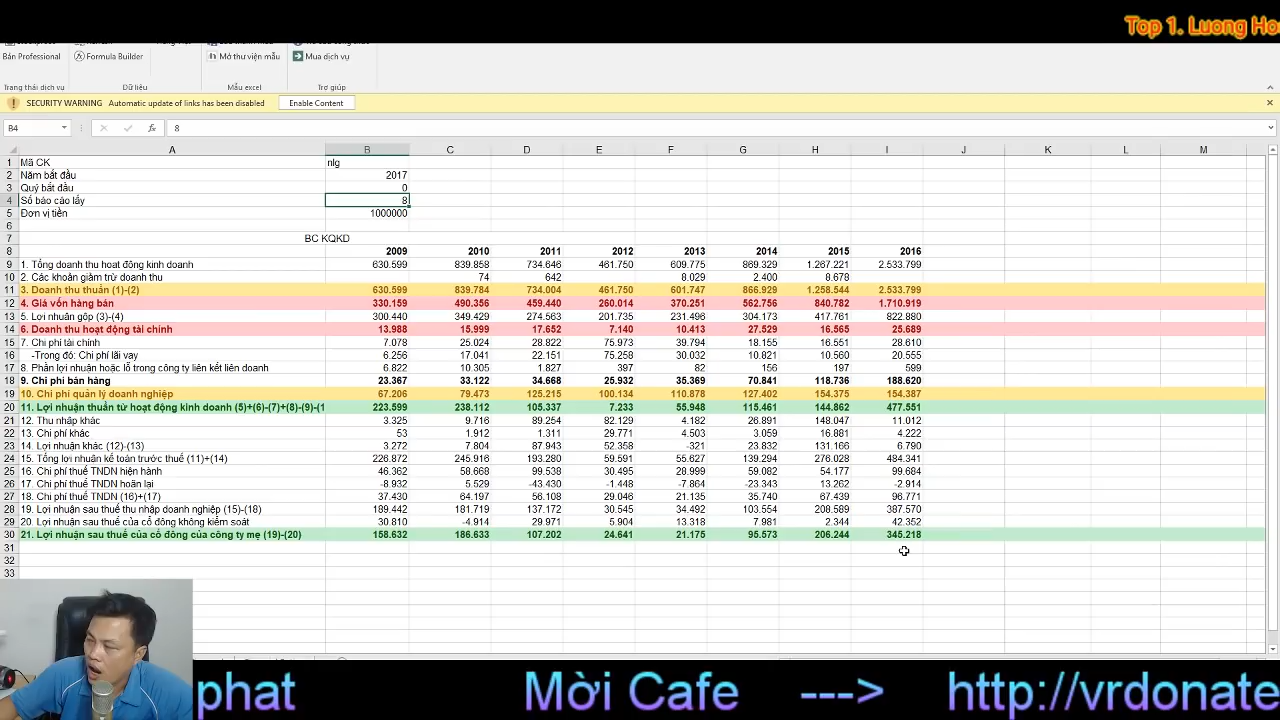 Top 1. Luong Ho
Bản Professional
Formula Builder
Mở thư viện mẫu
Mua dịch vụ
Trạng thái dịch vụ Dữ liệu Mẫu excel Trợ giúp
SECURITY WARNING Automatic update of links has been disabled Enable Content
B4 fx 8
A B C D E F G H I J K L M
1 Mã CK nlg
2 Năm bắt đầu 2017
3 Quý bắt đầu 0
4 Số báo cáo lấy 8
5 Đơn vị tiền 1000000
6
7 BC KQKD
8 2009 2010 2011 2012 2013 2014 2015 2016
9 1. Tổng doanh thu hoạt động kinh doanh 630.599 839.858 734.646 461.750 609.775 869.329 1.267.221 2.533.799
10 2. Các khoản giảm trừ doanh thu 74 642 8.029 2.400 8.678
11 3. Doanh thu thuần (1)-(2) 630.599 839.784 734.004 461.750 601.747 866.929 1.258.544 2.533.799
12 4. Giá vốn hàng bán 330.159 490.356 459.440 260.014 370.251 562.756 840.782 1.710.919
13 5. Lợi nhuận gộp (3)-(4) 300.440 349.429 274.563 201.735 231.496 304.173 417.761 822.880
14 6. Doanh thu hoạt động tài chính 13.988 15.999 17.652 7.140 10.413 27.529 16.565 25.689
15 7. Chi phí tài chính 7.078 25.024 28.822 75.973 39.794 18.155 16.551 28.610
16 -Trong đó: Chi phí lãi vay 6.256 17.041 22.151 75.258 30.032 10.821 10.560 20.555
17 8. Phần lợi nhuận hoặc lỗ trong công ty liên kết liên doanh 6.822 10.305 1.827 397 82 156 197 599
18 9. Chi phí bán hàng 23.367 33.122 34.668 25.932 35.369 70.841 118.736 188.620
19 10. Chi phí quản lý doanh nghiệp 67.206 79.473 125.215 100.134 110.878 127.491 154.375 154.387
20 11. Lợi nhuận thuần từ hoạt động kinh doanh (5)+(6)-(7)+(8)-(9)-(1 223.599 238.112 105.337 7.233 55.948 115.461 144.862 477.551
21 12. Thu nhập khác 3.325 9.716 89.254 82.129 4.182 26.902 148.047 11.012
22 13. Chi phí khác 53 1.912 1.311 29.771 4.503 3.059 16.881 4.222
23 14. Lợi nhuận khác (12)-(13) 3.272 7.804 87.943 52.358 -321 23.832 131.166 6.790
24 15. Tổng lợi nhuận kế toán trước thuế (11)+(14) 226.872 245.916 193.280 59.591 55.627 139.294 276.028 484.341
25 16. Chi phí thuế TNDN hiện hành 46.362 58.668 99.538 30.495 28.999 59.082 54.177 99.684
26 17. Chi phí thuế TNDN hoãn lại -8.932 5.529 -43.430 -1.448 -7.864 -23.343 13.262 -2.914
27 18. Chi phí thuế TNDN (16)+(17) 37.430 64.197 56.108 29.046 21.135 35.740 67.439 96.771
28 19. Lợi nhuận sau thuế thu nhập doanh nghiệp (15)-(18) 189.442 181.719 137.172 30.545 34.492 103.554 208.589 387.570
29 20. Lợi nhuận sau thuế của cổ đông không kiểm soát 30.810 -4.914 29.971 5.904 13.318 7.981 2.344 42.352
30 21. Lợi nhuận sau thuế của cổ đông của công ty mẹ (19)-(20) 158.632 186.633 107.202 24.641 21.175 95.573 206.244 345.218
31
32
33
phat Mời Cafe ---> http://vrdonate